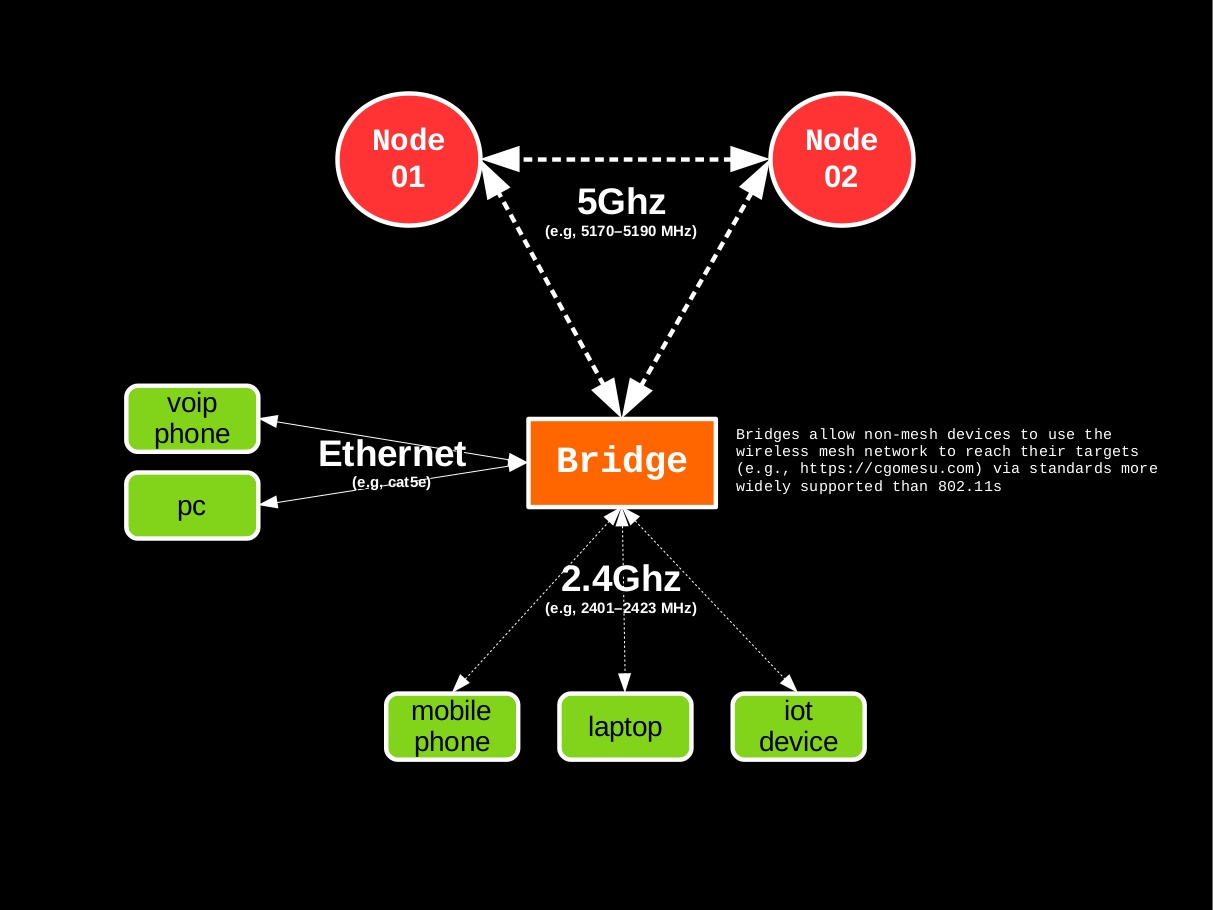 Node
01
Node
02
5Ghz
(e.g, 5170–5190 MHz)
voip
phone
Ethernet
(e.g, cat5e)
pc
Bridge
Bridges allow non-mesh devices to use the
wireless mesh network to reach their targets
(e.g., https://cgomesu.com) via standards more
widely supported than 802.11s
2.4Ghz
(e.g, 2401–2423 MHz)
mobile
phone
laptop
iot
device